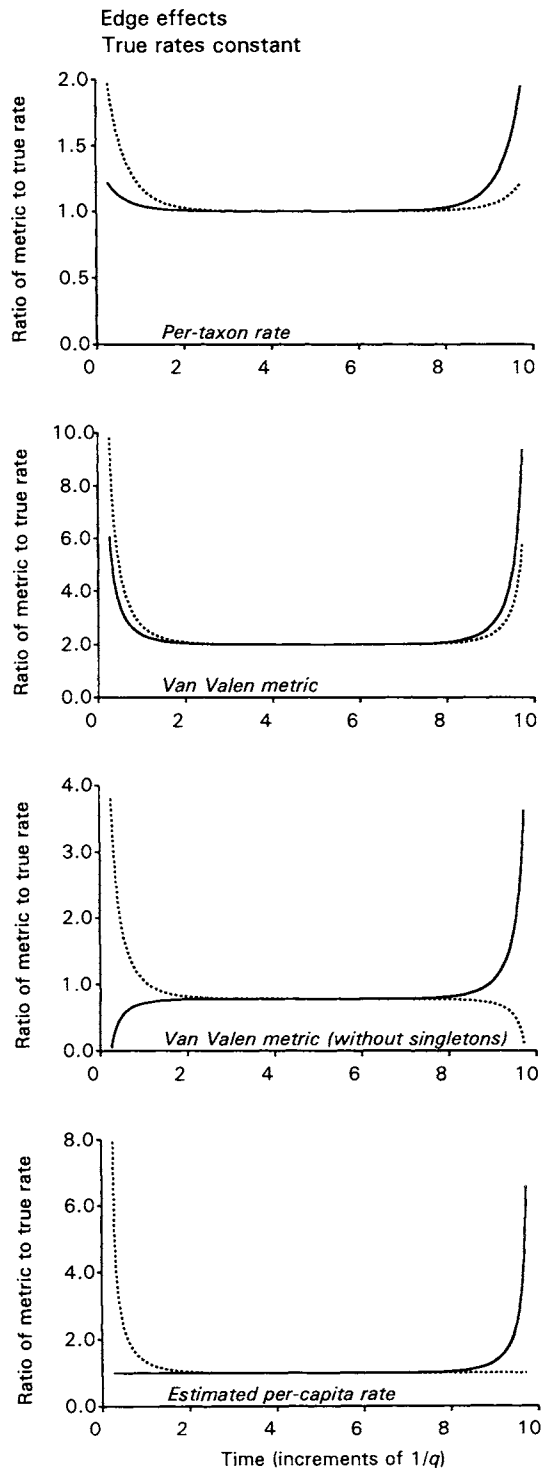 Edge effects
True rates constant
Ratio of metric to true rate
2.0
1.5
1.0
0.5
0.0
Per-taxon rate
0 2 4 6 8 10
Ratio of metric to true rate
10.0
8.0
6.0
4.0
2.0
0.0
Van Valen metric
0 2 4 6 8 10
Ratio of metric to true rate
4.0
3.0
2.0
1.0
0.0
Van Valen metric (without singletons)
0 2 4 6 8 10
Ratio of metric to true rate
8.0
6.0
4.0
2.0
0.0
Estimated per-capita rate
0 2 4 6 8 10
Time (increments of 1/q)